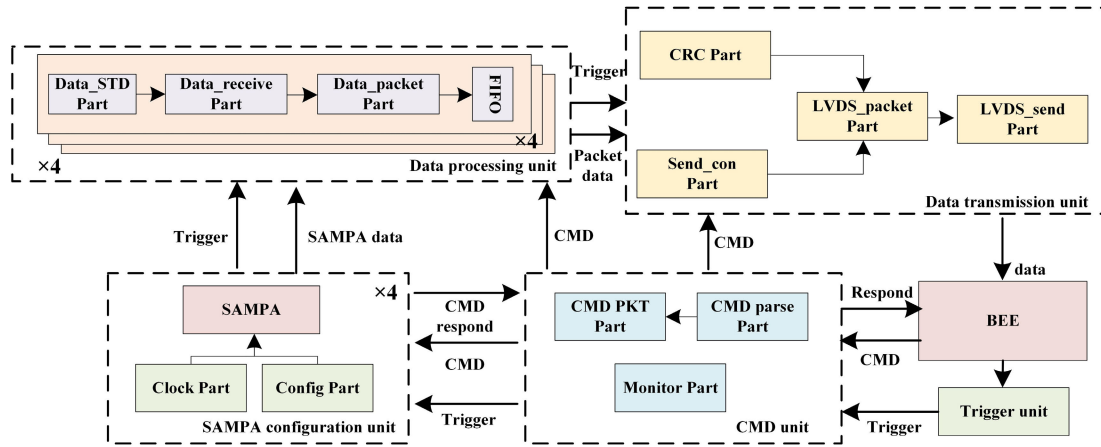 Data_STD
Part
Data_receive
Part
Data_packet
Part
FIFO
×4
×4
Data processing unit
Trigger
Packet
data
CRC Part
LVDS_packet
Part
LVDS_send
Part
Send_con
Part
Data transmission unit
Trigger
SAMPA data
CMD
CMD
data
×4
SAMPA
Clock Part
Config Part
SAMPA configuration unit
CMD
respond
CMD
Trigger
CMD PKT
Part
CMD parse
Part
Monitor Part
CMD unit
Respond
CMD
Trigger
BEE
Trigger unit